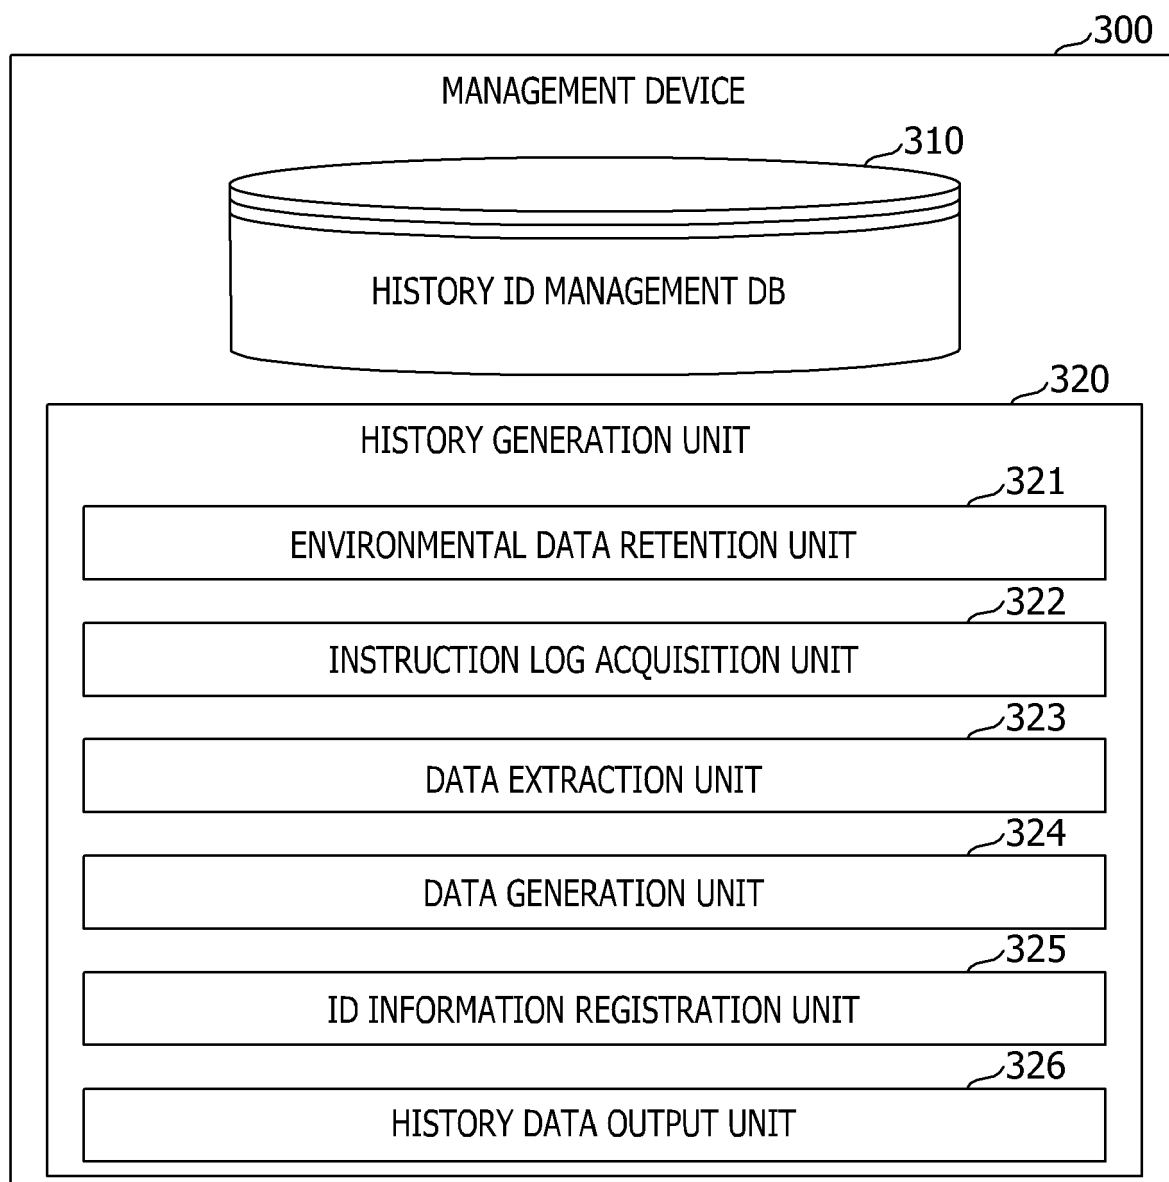 300
MANAGEMENT DEVICE
310
HISTORY ID MANAGEMENT DB
320
HISTORY GENERATION UNIT
321
ENVIRONMENTAL DATA RETENTION UNIT
322
INSTRUCTION LOG ACQUISITION UNIT
323
DATA EXTRACTION UNIT
324
DATA GENERATION UNIT
325
ID INFORMATION REGISTRATION UNIT
326
HISTORY DATA OUTPUT UNIT